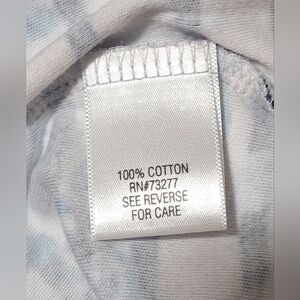 100% COTTON
RN#73277
SEE REVERSE
FOR CARE